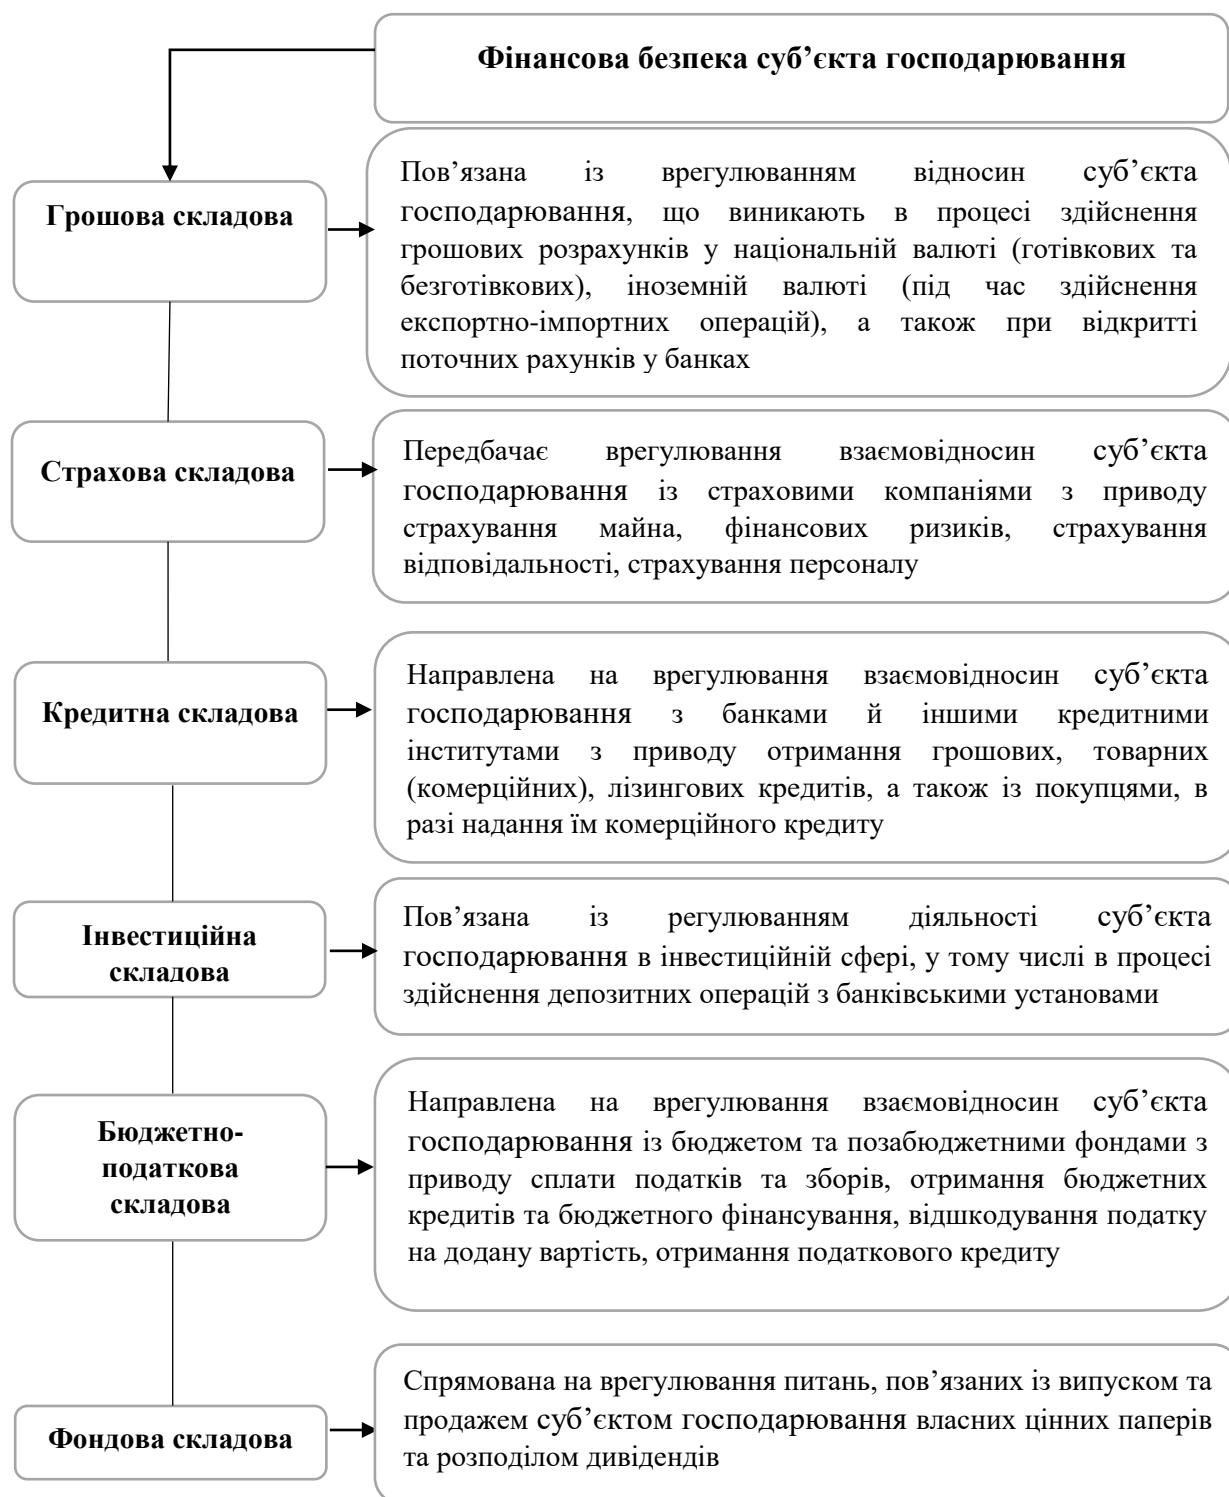 Фінансова безпека суб’єкта господарювання
Грошова складова
Пов’язана із врегулюванням відносин суб’єкта
господарювання, що виникають в процесі здійснення
грошових розрахунків у національній валюті (готівкових та
безготівкових), іноземній валюті (під час здійснення
експортно-імпортних операцій), а також при відкритті
поточних рахунків у банках
Страхова складова
Передбачає врегулювання взаємовідносин суб’єкта
господарювання із страховими компаніями з приводу
страхування майна, фінансових ризиків, страхування
відповідальності, страхування персоналу
Кредитна складова
Направлена на врегулювання взаємовідносин суб’єкта
господарювання з банками й іншими кредитними
інститутами з приводу отримання грошових, товарних
(комерційних), лізингових кредитів, а також із покупцями, в
разі надання їм комерційного кредиту
Інвестиційна
складова
Пов’язана із регулюванням діяльності суб’єкта
господарювання в інвестиційній сфері, у тому числі в процесі
здійснення депозитних операцій з банківськими установами
Бюджетно-
податкова
складова
Направлена на врегулювання взаємовідносин суб’єкта
господарювання із бюджетом та позабюджетними фондами з
приводу сплати податків та зборів, отримання бюджетних
кредитів та бюджетного фінансування, відшкодування податку
на додану вартість, отримання податкового кредиту
Фондова складова
Спрямована на врегулювання питань, пов’язаних із випуском та
продажем суб’єктом господарювання власних цінних паперів
та розподілом дивідендів